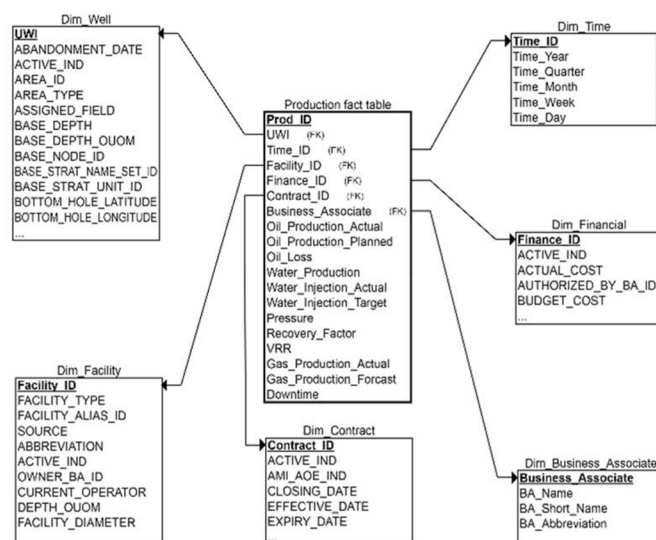 Dim_Well
UWI
ABANDONMENT_DATE
ACTIVE_IND
AREA_ID
AREA_TYPE
ASSIGNED_FIELD
BASE_DEPTH
BASE_DEPTH_OUOM
BASE_NODE_ID
BASE_STRAT_NAME_SET_ID
BASE_STRAT_UNIT_ID
BOTTOM_HOLE_LATITUDE
BOTTOM_HOLE_LONGITUDE
...
Dim_Time
Time_ID
Time_Year
Time_Quarter
Time_Month
Time_Week
Time_Day
Production fact table
Prod_ID
UWI (FK)
Time_ID (FK)
Facility_ID (FK)
Finance_ID (FK)
Contract_ID (FK)
Business_Associate (FK)
Oil_Production_Actual
Oil_Production_Planned
Oil_Loss
Water_Production
Water_Injection_Actual
Water_Injection_Target
Pressure
Recovery_Factor
VRR
Gas_Production_Actual
Gas_Production_Forcast
Downtime
Dim_Financial
Finance_ID
ACTIVE_IND
ACTUAL_COST
AUTHORIZED_BY_BA_ID
BUDGET_COST
...
Dim_Facility
Facility_ID
FACILITY_TYPE
FACILITY_ALIAS_ID
SOURCE
ABBREVIATION
ACTIVE_IND
OWNER_BA_ID
CURRENT_OPERATOR
DEPTH_OUOM
FACILITY_DIAMETER
...
Dim_Contract
Contract_ID
ACTIVE_IND
AMI_AOE_IND
CLOSING_DATE
EFFECTIVE_DATE
EXPIRY_DATE
...
Dim_Business_Associate
Business_Associate
BA_Name
BA_Short_Name
BA_Abbreviation